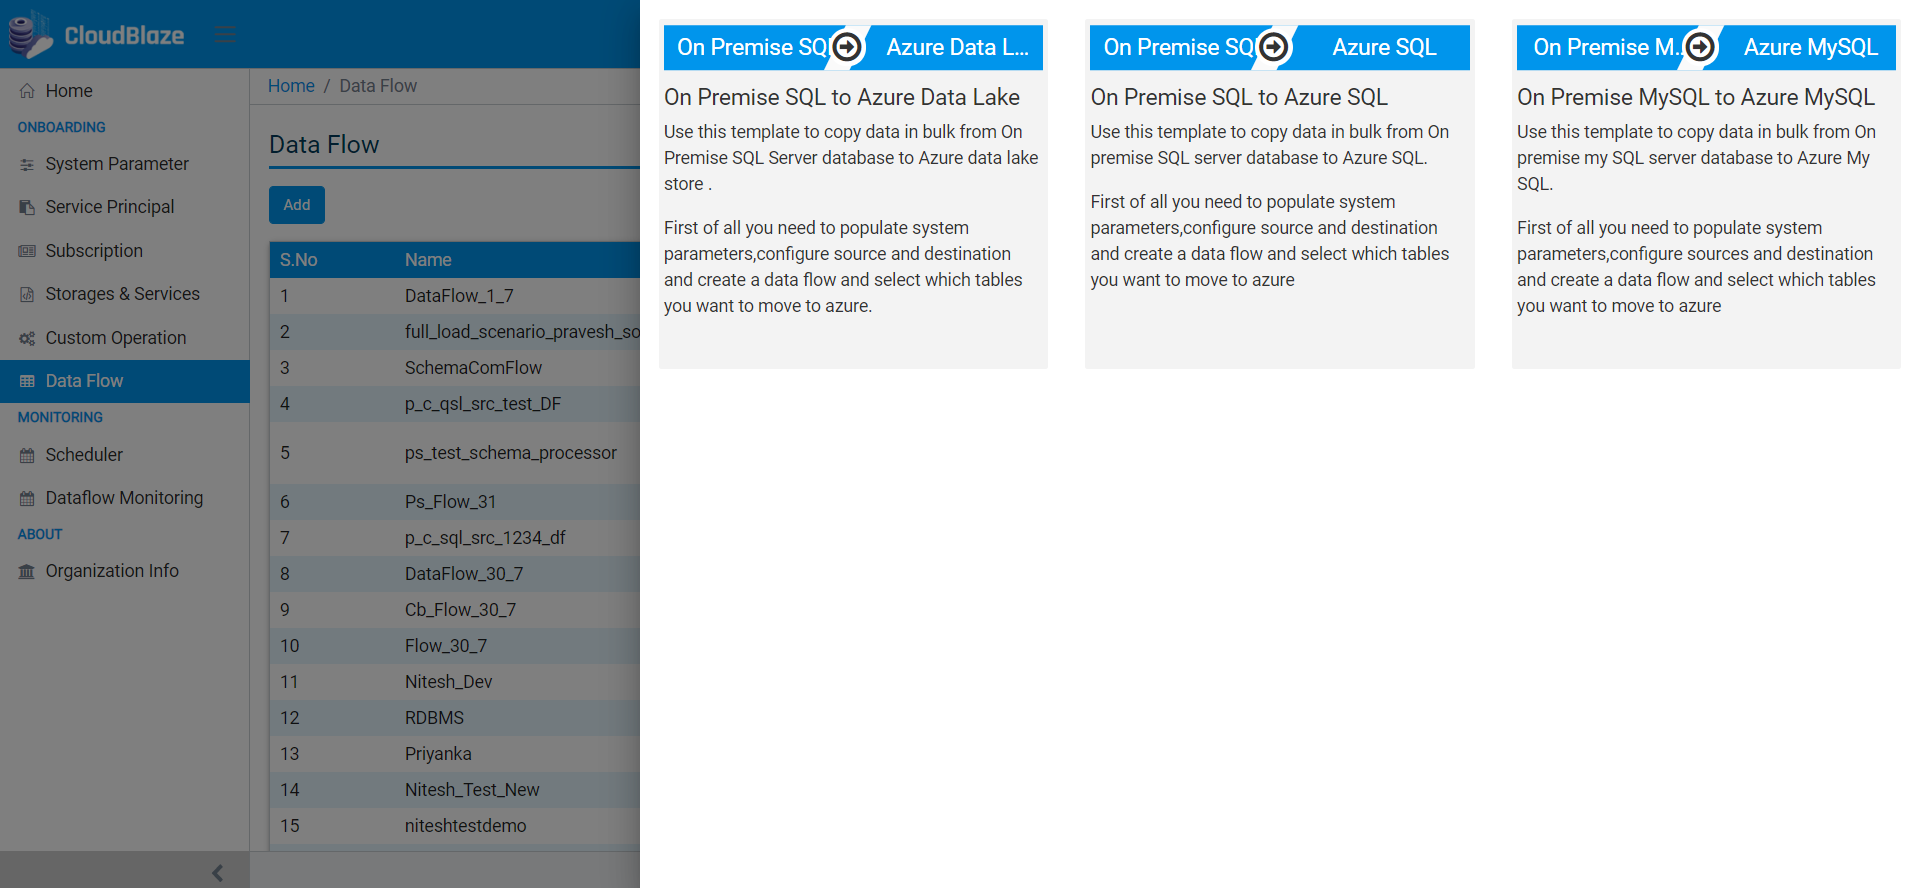 CloudBlaze
Home
ONBOARDING
System Parameter
Service Principal
Subscription
Storages & Services
Custom Operation
Data Flow
MONITORING
Scheduler
Dataflow Monitoring
ABOUT
Organization Info
Home / Data Flow
Data Flow
Add
S.No Name
1 DataFlow_1_7
2 full_load_scenario_pravesh_so
3 SchemaComFlow
4 p_c_qsl_src_test_DF
5 ps_test_schema_processor
6 Ps_Flow_31
7 p_c_sql_src_1234_df
8 DataFlow_30_7
9 Cb_Flow_30_7
10 Flow_30_7
11 Nitesh_Dev
12 RDBMS
13 Priyanka
14 Nitesh_Test_New
15 niteshtestdemo
On Premise SQL Azure Data L...
On Premise SQL to Azure Data Lake
Use this template to copy data in bulk from On
Premise SQL Server database to Azure data lake
store .
First of all you need to populate system
parameters,configure source and destination
and create a data flow and select which tables
you want to move to azure.
On Premise SQL Azure SQL
On Premise SQL to Azure SQL
Use this template to copy data in bulk from On
premise SQL server database to Azure SQL.
First of all you need to populate system
parameters,configure source and destination
and create a data flow and select which tables
you want to move to azure
On Premise M... Azure MySQL
On Premise MySQL to Azure MySQL
Use this template to copy data in bulk from On
premise my SQL server database to Azure My
SQL.
First of all you need to populate system
parameters,configure sources and destination
and create a data flow and select which tables
you want to move to azure